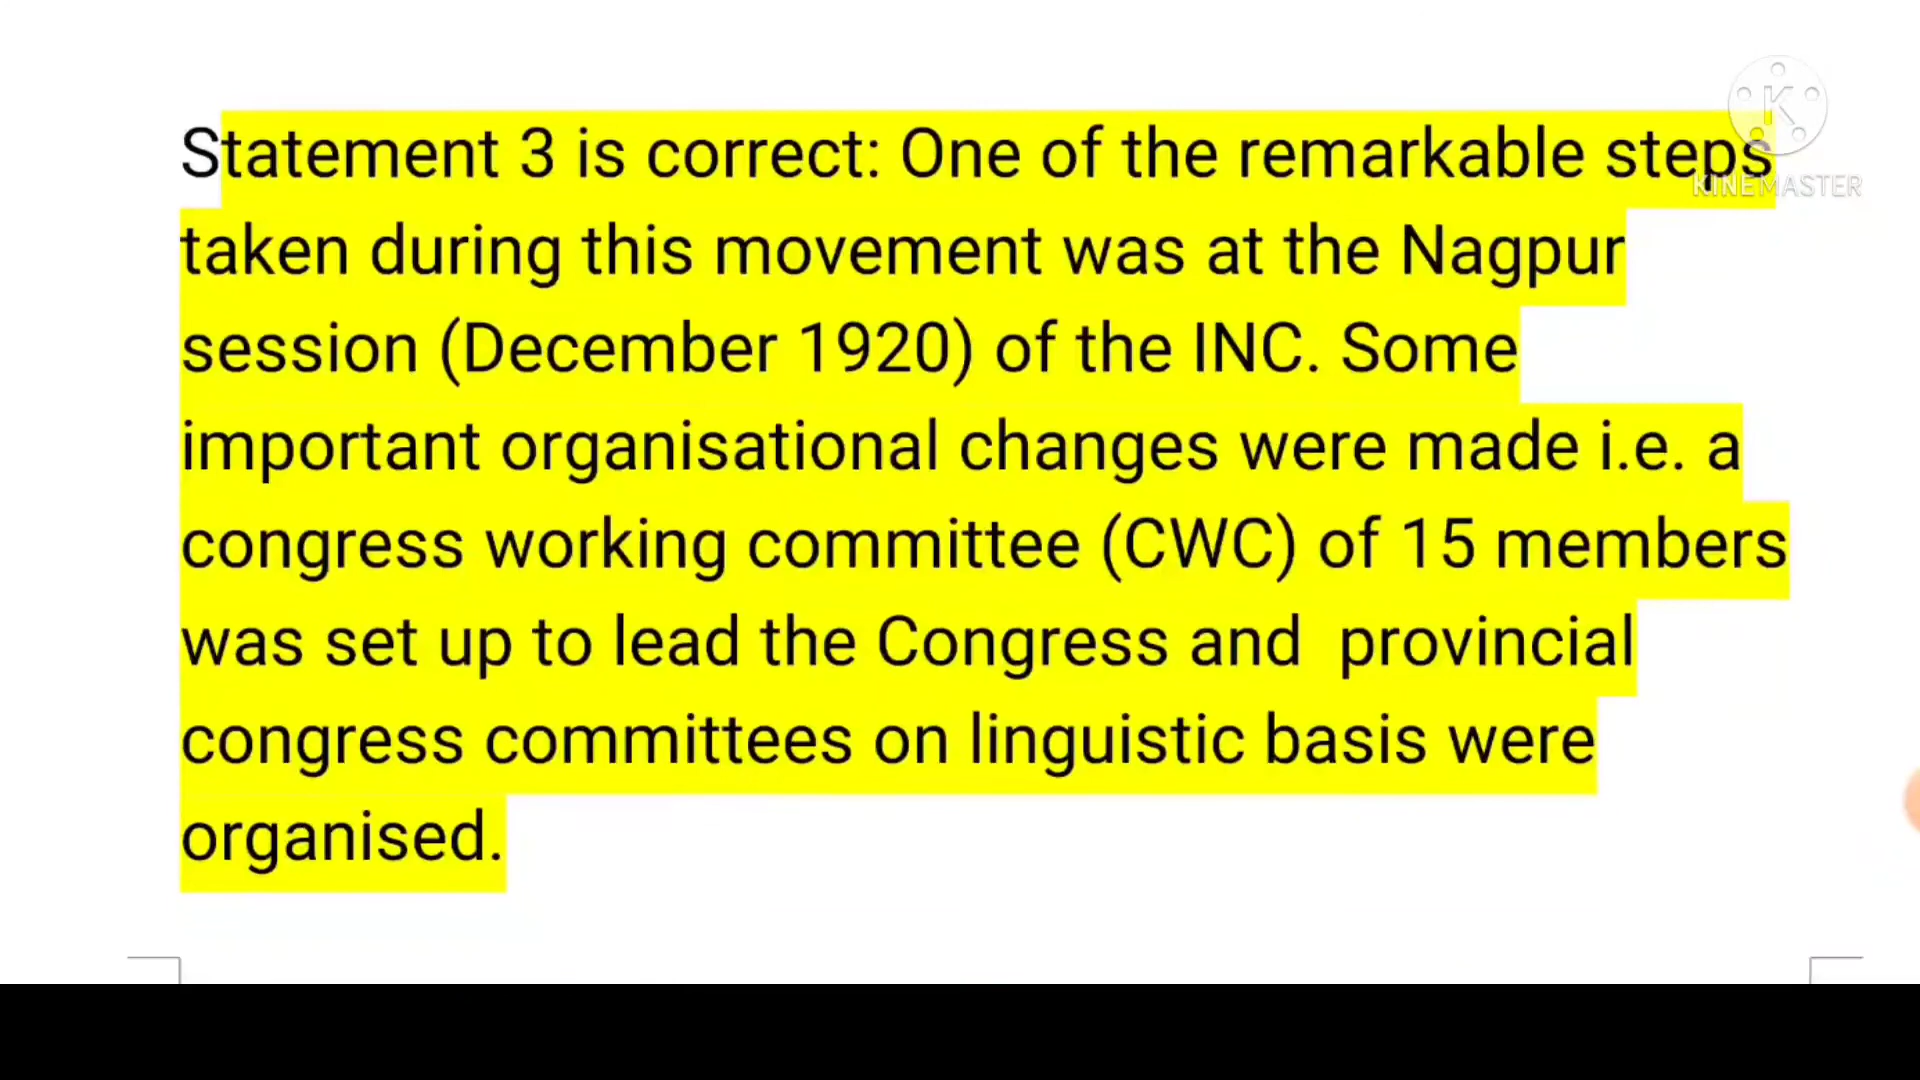 Statement 3 is correct: One of the remarkable steps
KINEMASTER
taken during this movement was at the Nagpur
session (December 1920) of the INC. Some
important organisational changes were made i.e. a
congress working committee (CWC) of 15 members
was set up to lead the Congress and  provincial
congress committees on linguistic basis were
organised.